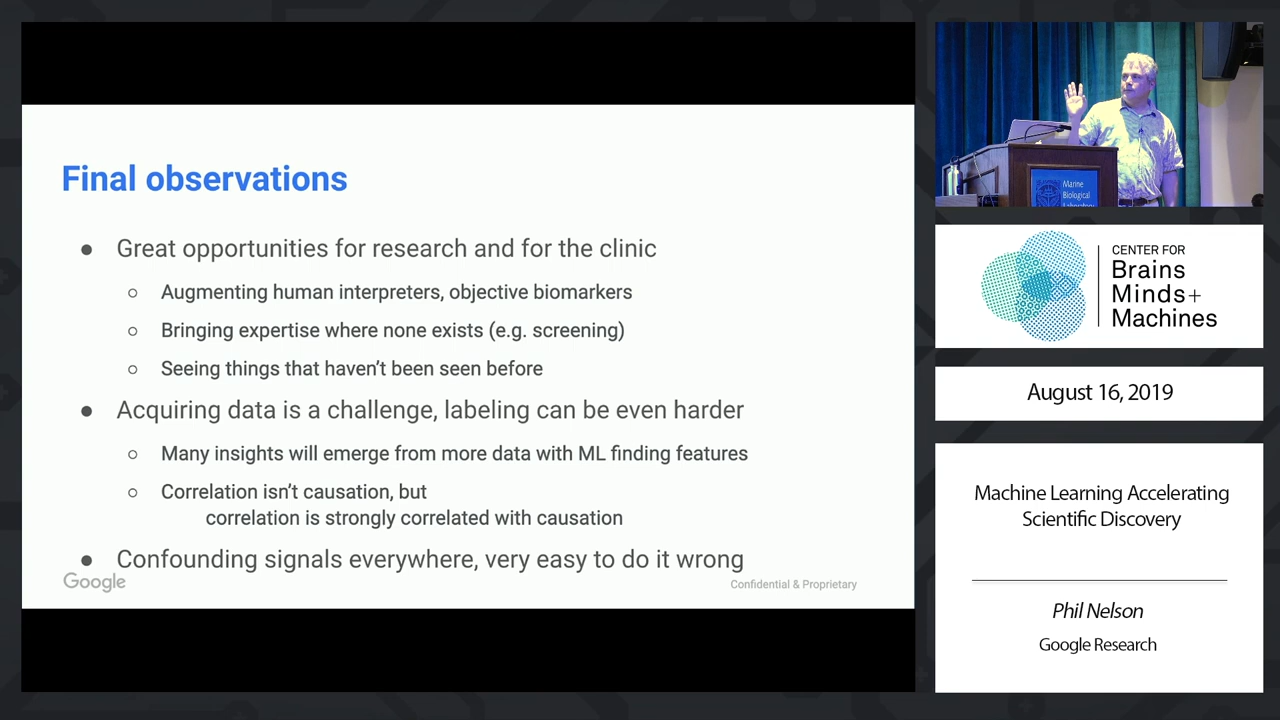 Final observations
● Great opportunities for research and for the clinic
○ Augmenting human interpreters, objective biomarkers
○ Bringing expertise where none exists (e.g. screening)
○ Seeing things that haven't been seen before
● Acquiring data is a challenge, labeling can be even harder
○ Many insights will emerge from more data with ML finding features
○ Correlation isn't causation, but
correlation is strongly correlated with causation
● Confounding signals everywhere, very easy to do it wrong
Google
Confidential & Proprietary
Marine
Biological
Laboratory
CENTER FOR
Brains
Minds+
Machines
August 16, 2019
Machine Learning Accelerating
Scientific Discovery
Phil Nelson
Google Research